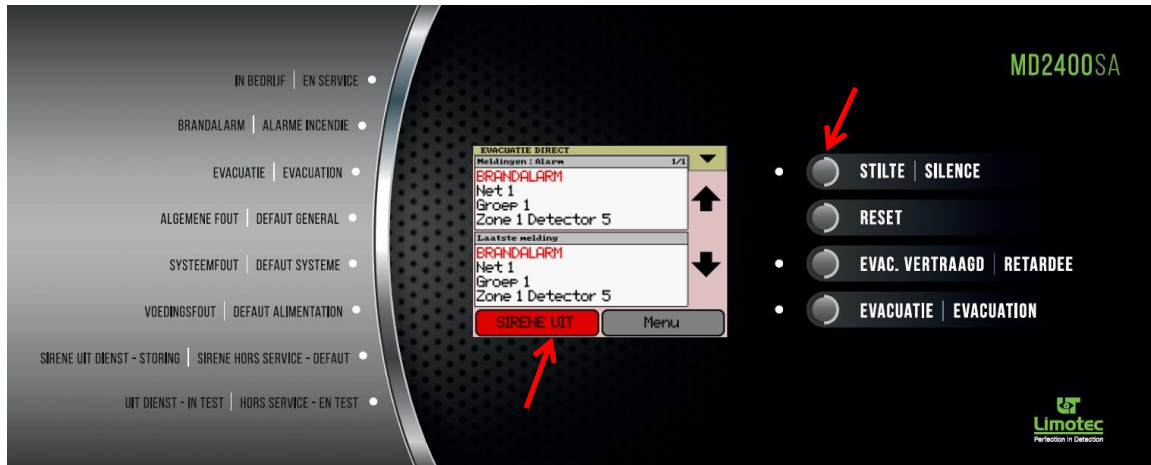 IN BEDRIJF | EN SERVICE
BRANDALARM | ALARME INCENDIE
EVACUATIE | EVACUATION
ALGEMENE FOUT | DEFAUT GENERAL
SYSTEEMFOUT | DEFAUT SYSTEME
VOEDINGSFOUT | DEFAUT ALIMENTATION
SIRENE UIT DIENST - STORING | SIRENE HORS SERVICE - DEFAUT
UIT DIENST - IN TEST | HORS SERVICE - EN TEST
EVACUATIE DIRECT
Meldingen : Alarm 1/1
BRANDALARM
Net 1
Groep 1
Zone 1 Detector 5
Laatste melding
BRANDALARM
Net 1
Groep 1
Zone 1 Detector 5
SIRENE UIT Menu
MD2400SA
STILTE | SILENCE
RESET
EVAC. VERTRAAGD | RETARDEE
EVACUATIE | EVACUATION
Limotec
Perfection in Detection